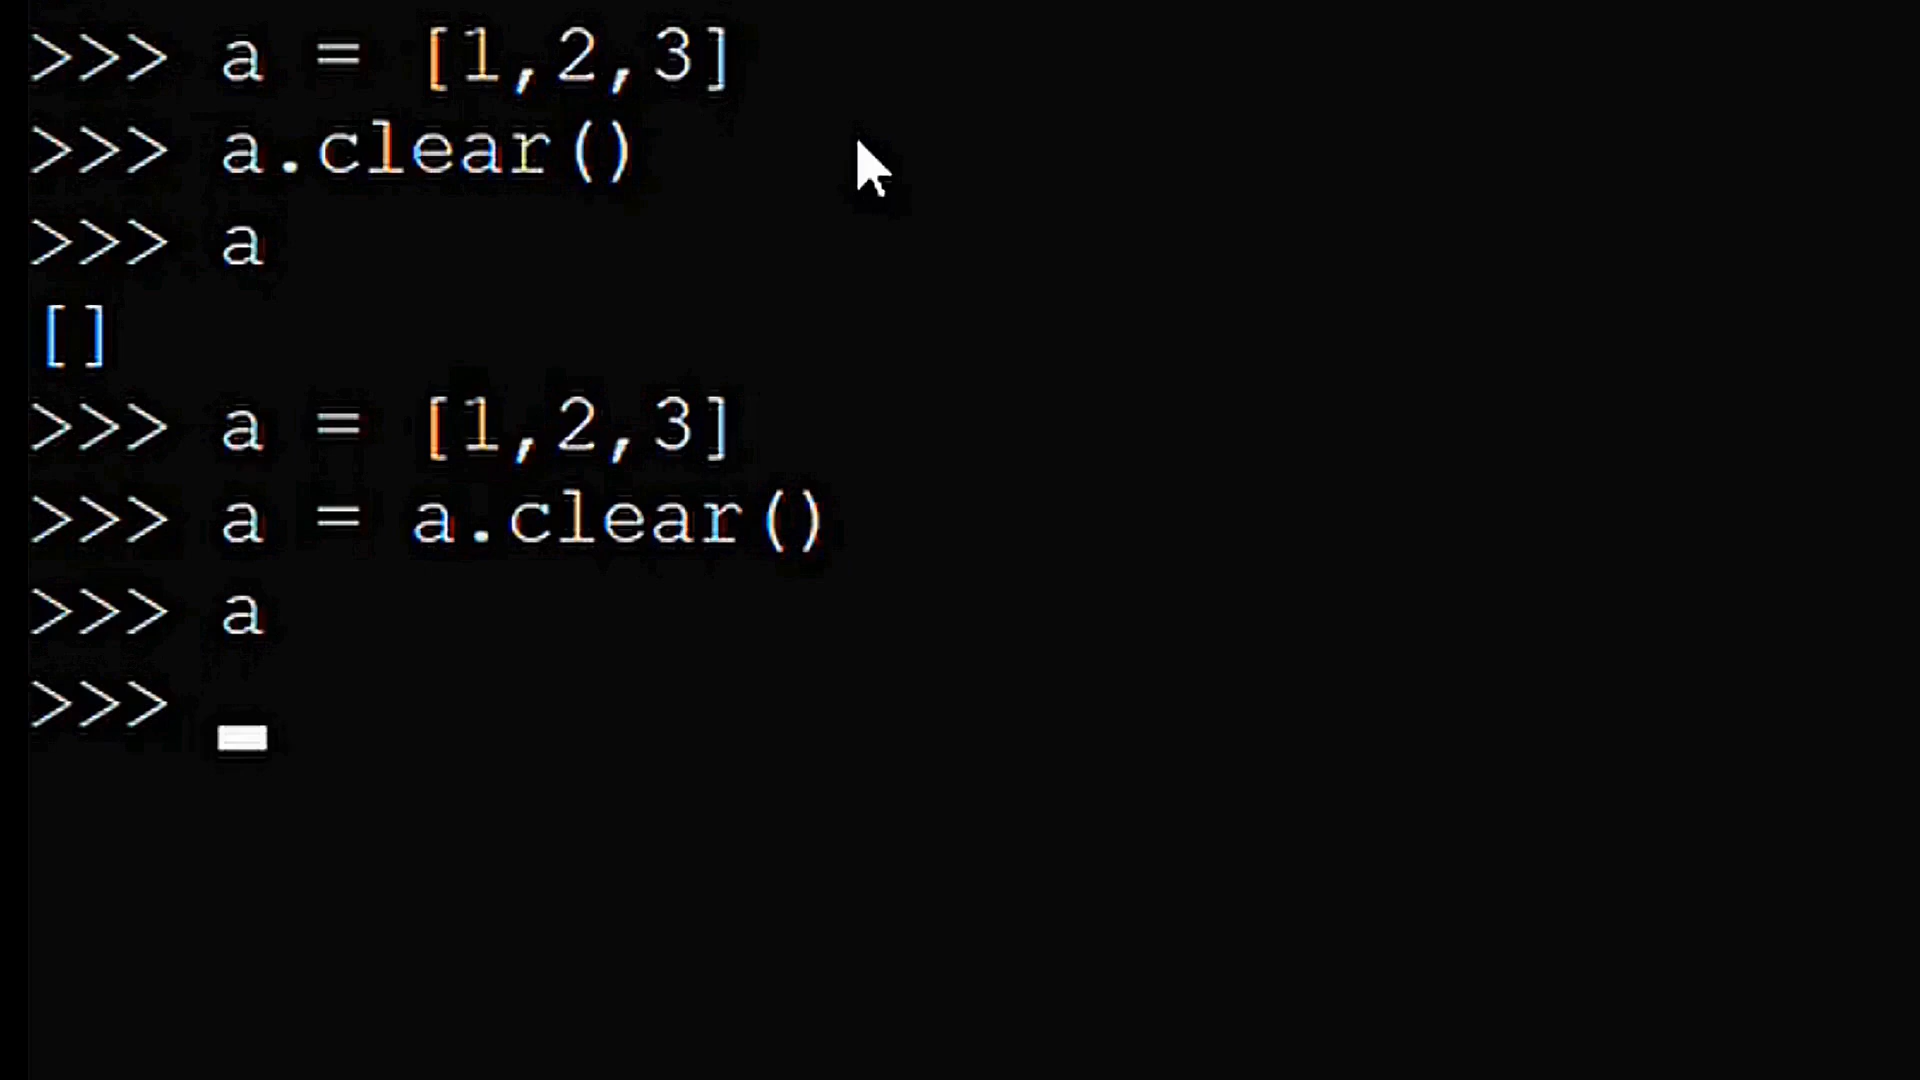 >>> a = [1,2,3]
>>> a.clear()
>>> a
[]
>>> a = [1,2,3]
>>> a = a.clear()
>>> a
>>>